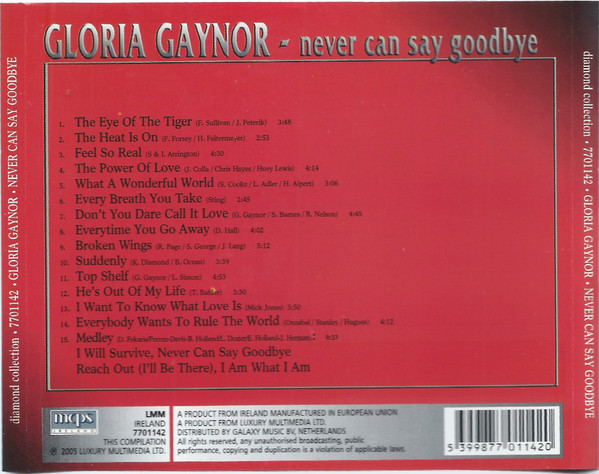 GLORIA GAYNOR - never can say goodbye
1. The Eye Of The Tiger (F. Sullivan / J. Peterik) 3:48
2. The Heat Is On (F. Forsey / H. Faltermeyer) 2:53
3. Feel So Real (S & I. Arrington) 4:30
4. The Power Of Love (J. Colla / Chris Hayes / Huey Lewis) 4:14
5. What A Wonderful World (S. Cooke / L. Adler / H. Alpert) 3:06
6. Every Breath You Take (Sting) 2:45
7. Don't You Dare Call It Love (G. Gaynor / S. Barnes / R. Nelson) 4:45
8. Everytime You Go Away (D. Hall) 4:02
9. Broken Wings (R. Page / S. George / J. Lang) 5:12
10. Suddenly (K. Diamond / B. Ocean) 3:39
11. Top Shelf (G. Gaynor / L. Simon) 4:53
12. He's Out Of My Life (T. Bahler) 3:30
13. I Want To Know What Love Is (Mick Jones) 3:50
14. Everybody Wants To Rule The World (Orzabal / Stanley / Hughes) 4:12
15. Medley 9:33
I Will Survive, Never Can Say Goodbye
Reach Out (I'll Be There), I Am What I Am
mcps
IRELAND
LMM
IRELAND
7701142
THIS COMPILATION
℗ 2005 LUXURY MULTIMEDIA LTD.
A PRODUCT FROM IRELAND MANUFACTURED IN EUROPEAN UNION
A PRODUCT FROM LUXURY MULTIMEDIA LTD.
DISTRIBUTED BY GALAXY MUSIC BV, NETHERLANDS
All rights reserved, any unauthorised broadcasting, public
performance, copying and duplication is a violation of applicable laws.
5 399877 011420
diamond collection • 7701142 • GLORIA GAYNOR • NEVER CAN SAY GOODBYE
diamond collection • 7701142 • GLORIA GAYNOR • NEVER CAN SAY GOODBYE